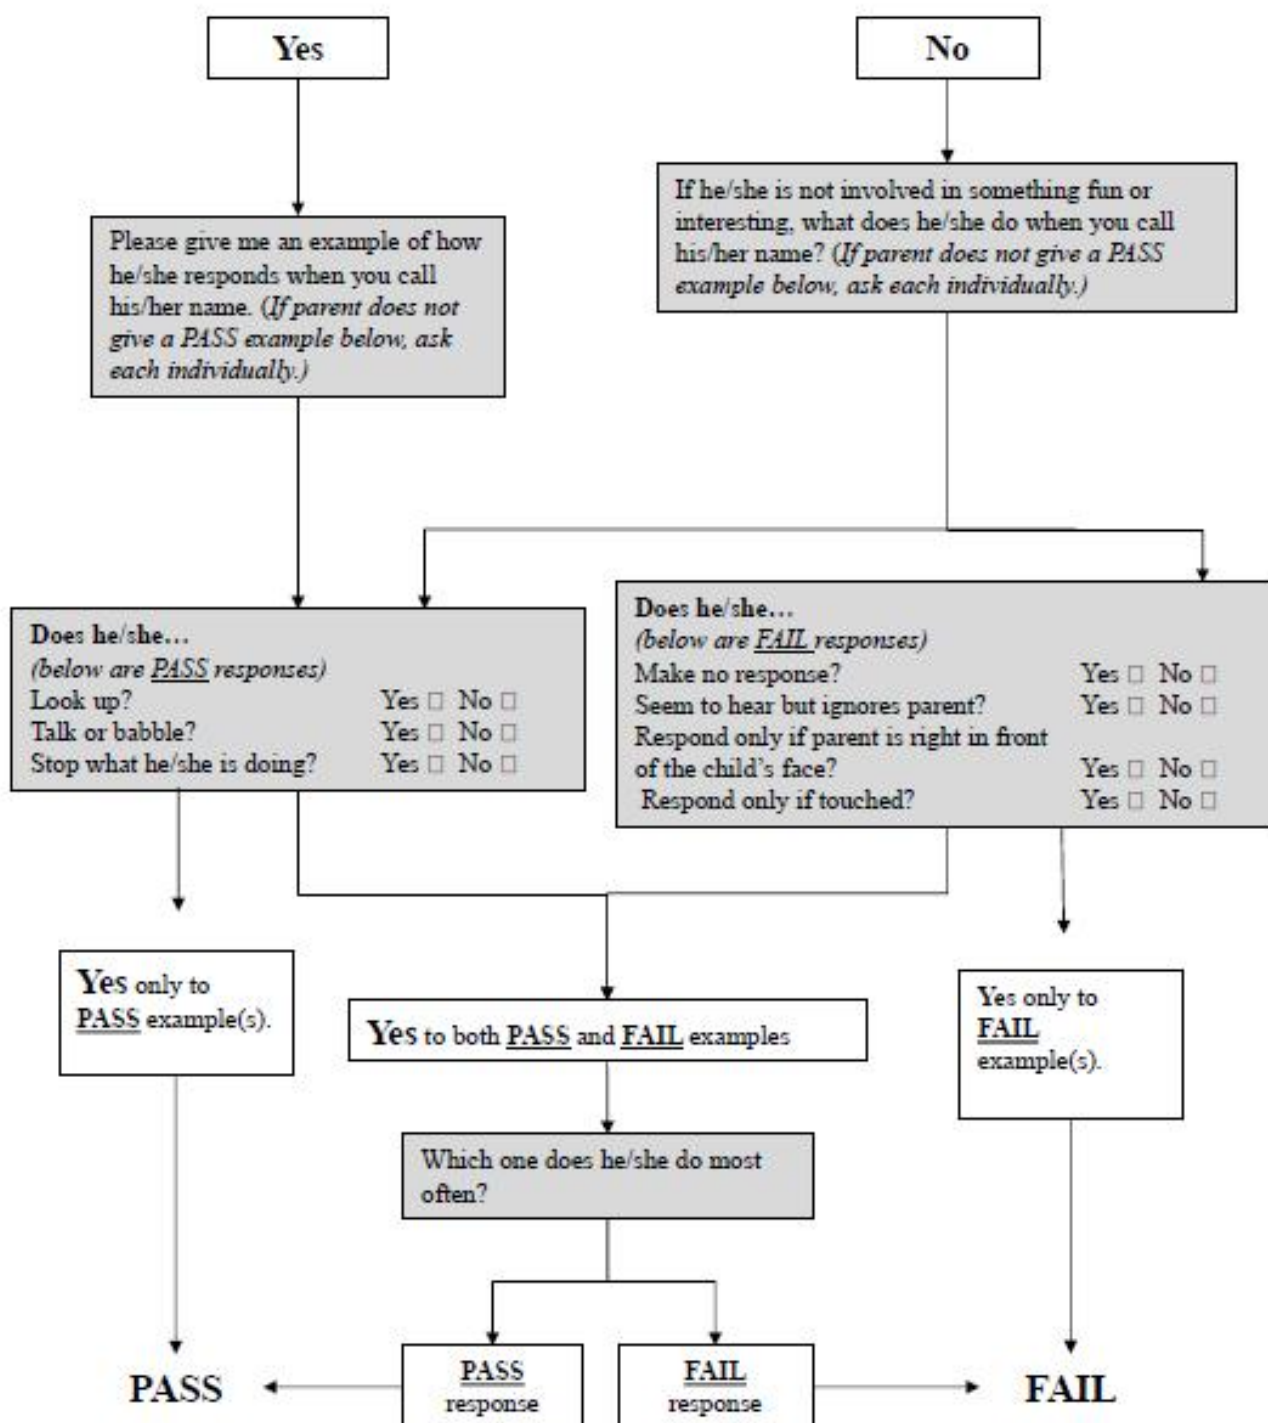 Yes
No
Please give me an example of how
he/she responds when you call
his/her name. (If parent does not
give a PASS example below, ask
each individually.)
If he/she is not involved in something fun or
interesting, what does he/she do when you call
his/her name? (If parent does not give a PASS
example below, ask each individually.)
Does he/she…
(below are PASS responses)
Look up? Yes □ No □
Talk or babble? Yes □ No □
Stop what he/she is doing? Yes □ No □
Does he/she…
(below are FAIL responses)
Make no response? Yes □ No □
Seem to hear but ignores parent? Yes □ No □
Respond only if parent is right in front
of the child’s face? Yes □ No □
Respond only if touched? Yes □ No □
Yes only to
PASS example(s).
Yes to both PASS and FAIL examples
Yes only to
FAIL
example(s).
Which one does he/she do most
often?
PASS
PASS
response
FAIL
response
FAIL